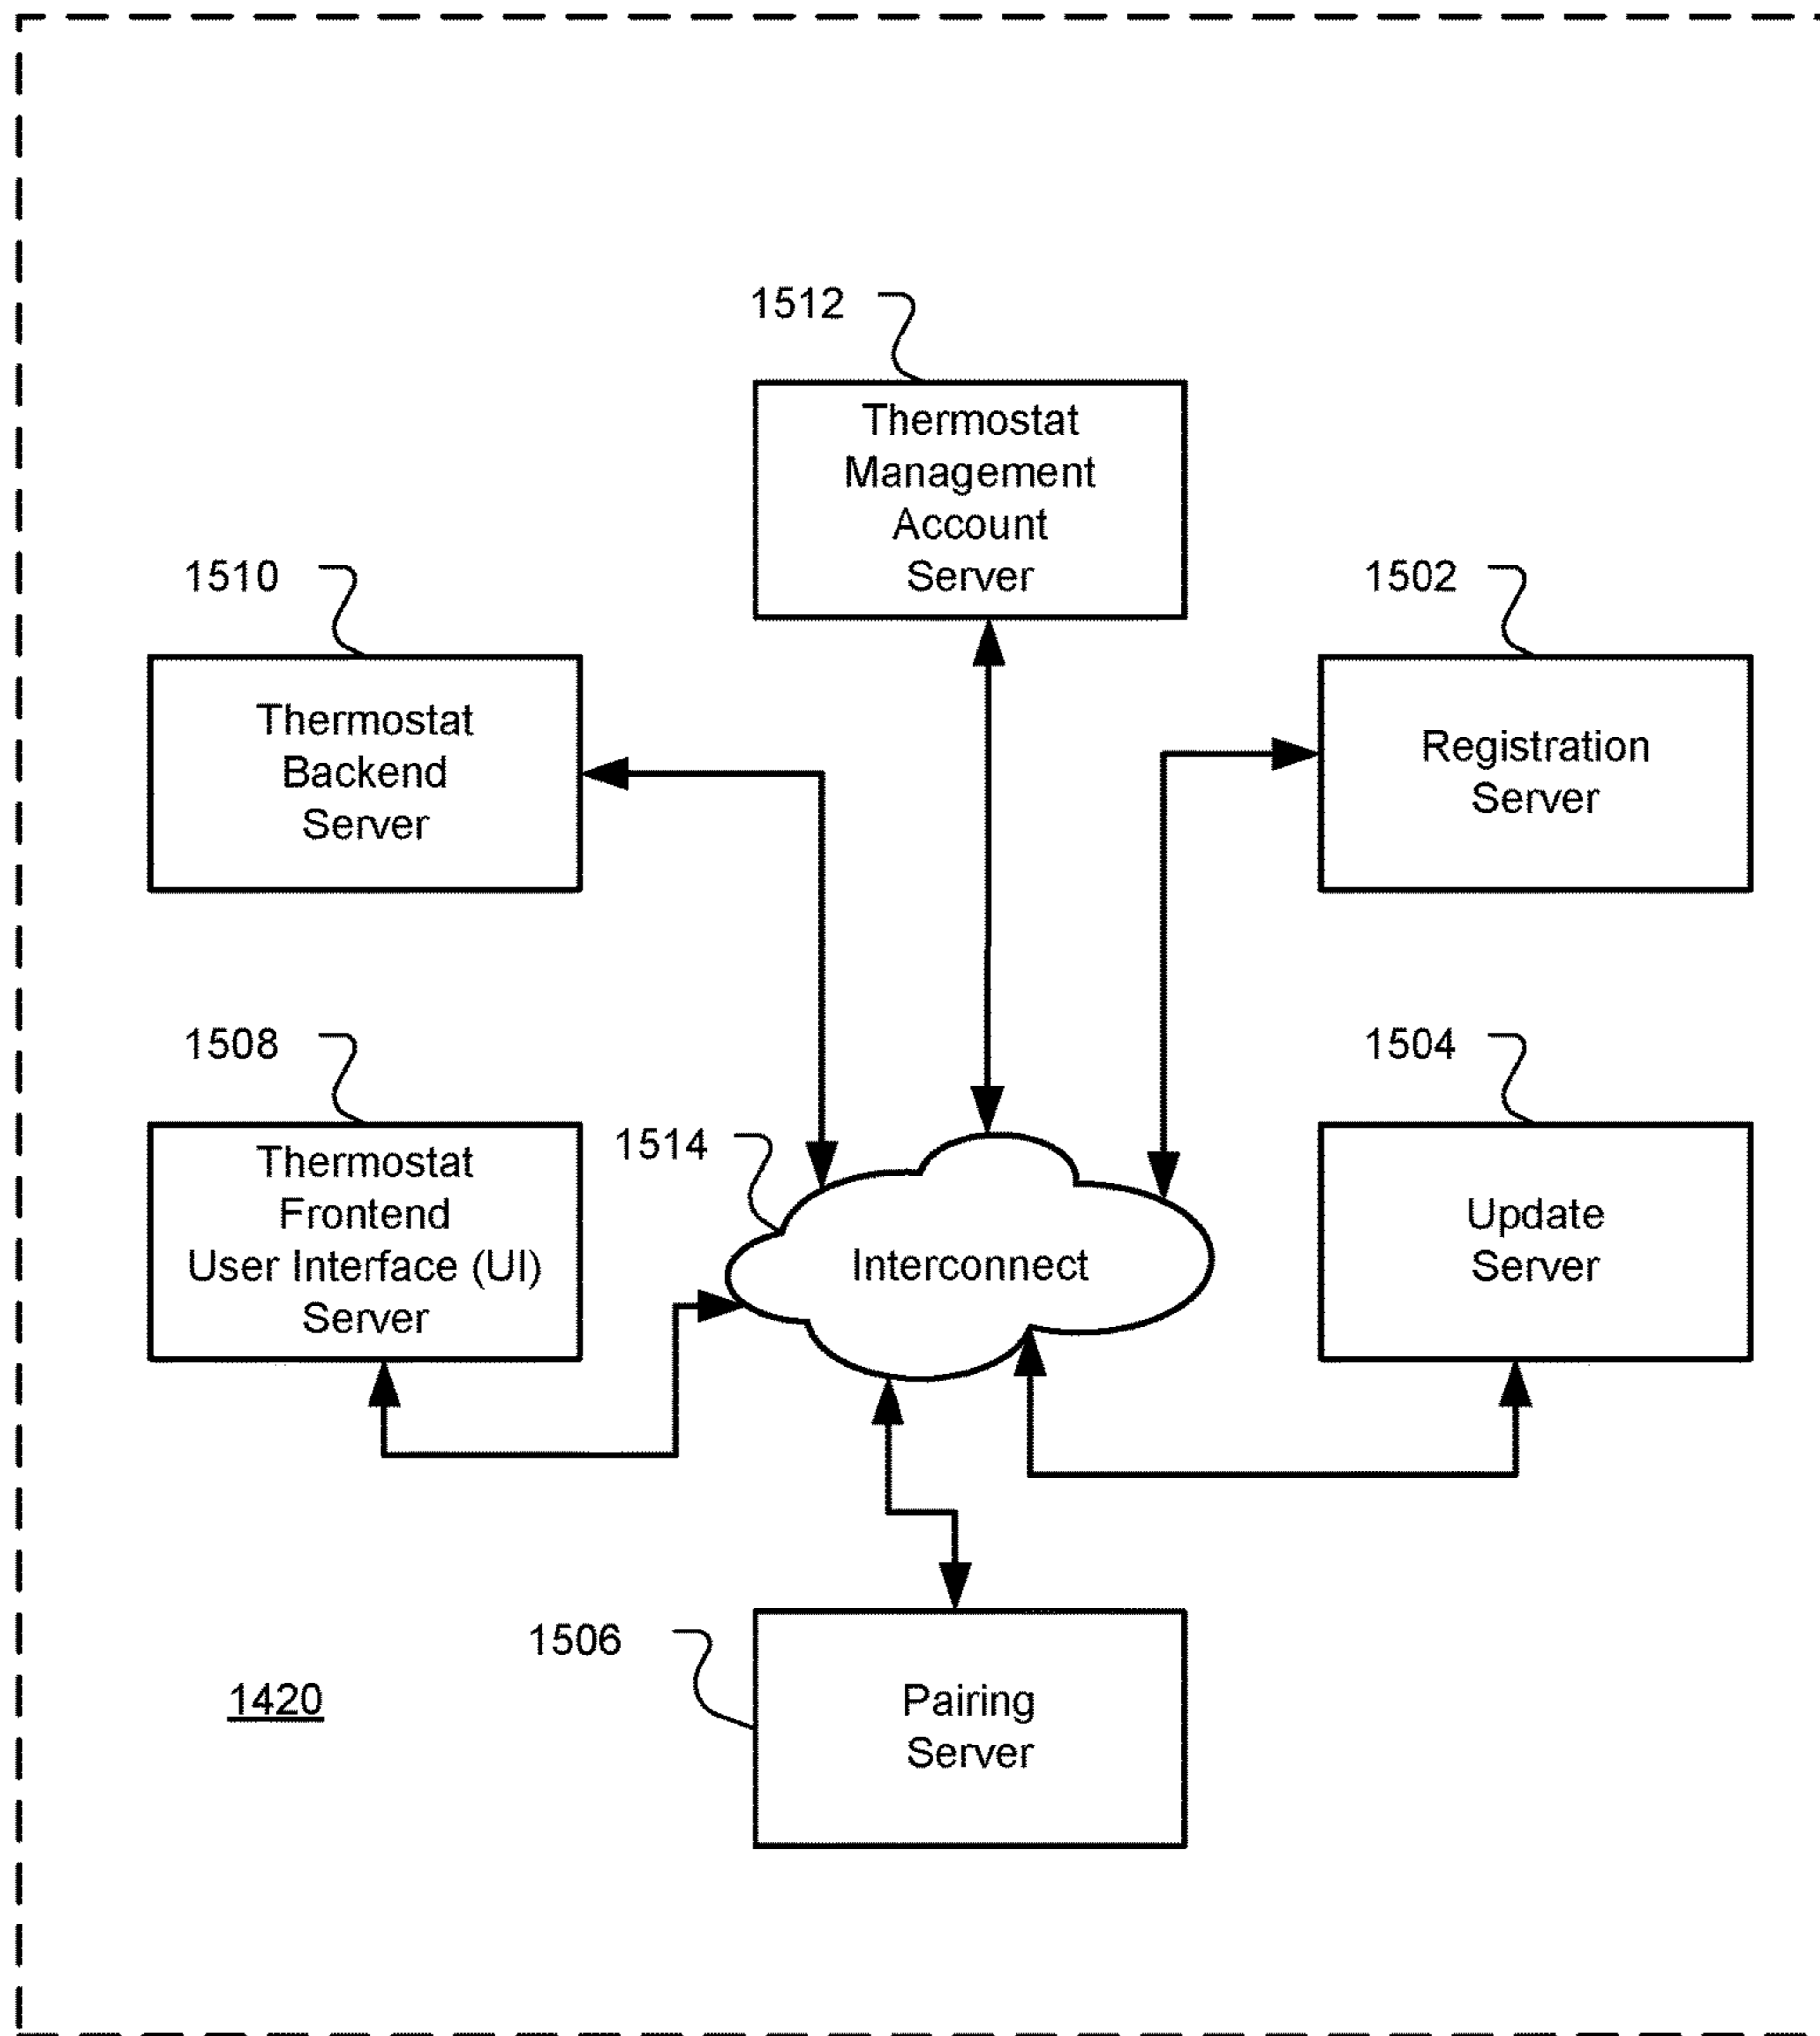 1512
Thermostat
Management
Account
Server
1510
1502
Thermostat
Backend
Server
Registration
Server
1508
1504
Thermostat
Frontend
User Interface (UI)
Server
1514
Interconnect
Update
Server
1506
Pairing
Server
1420